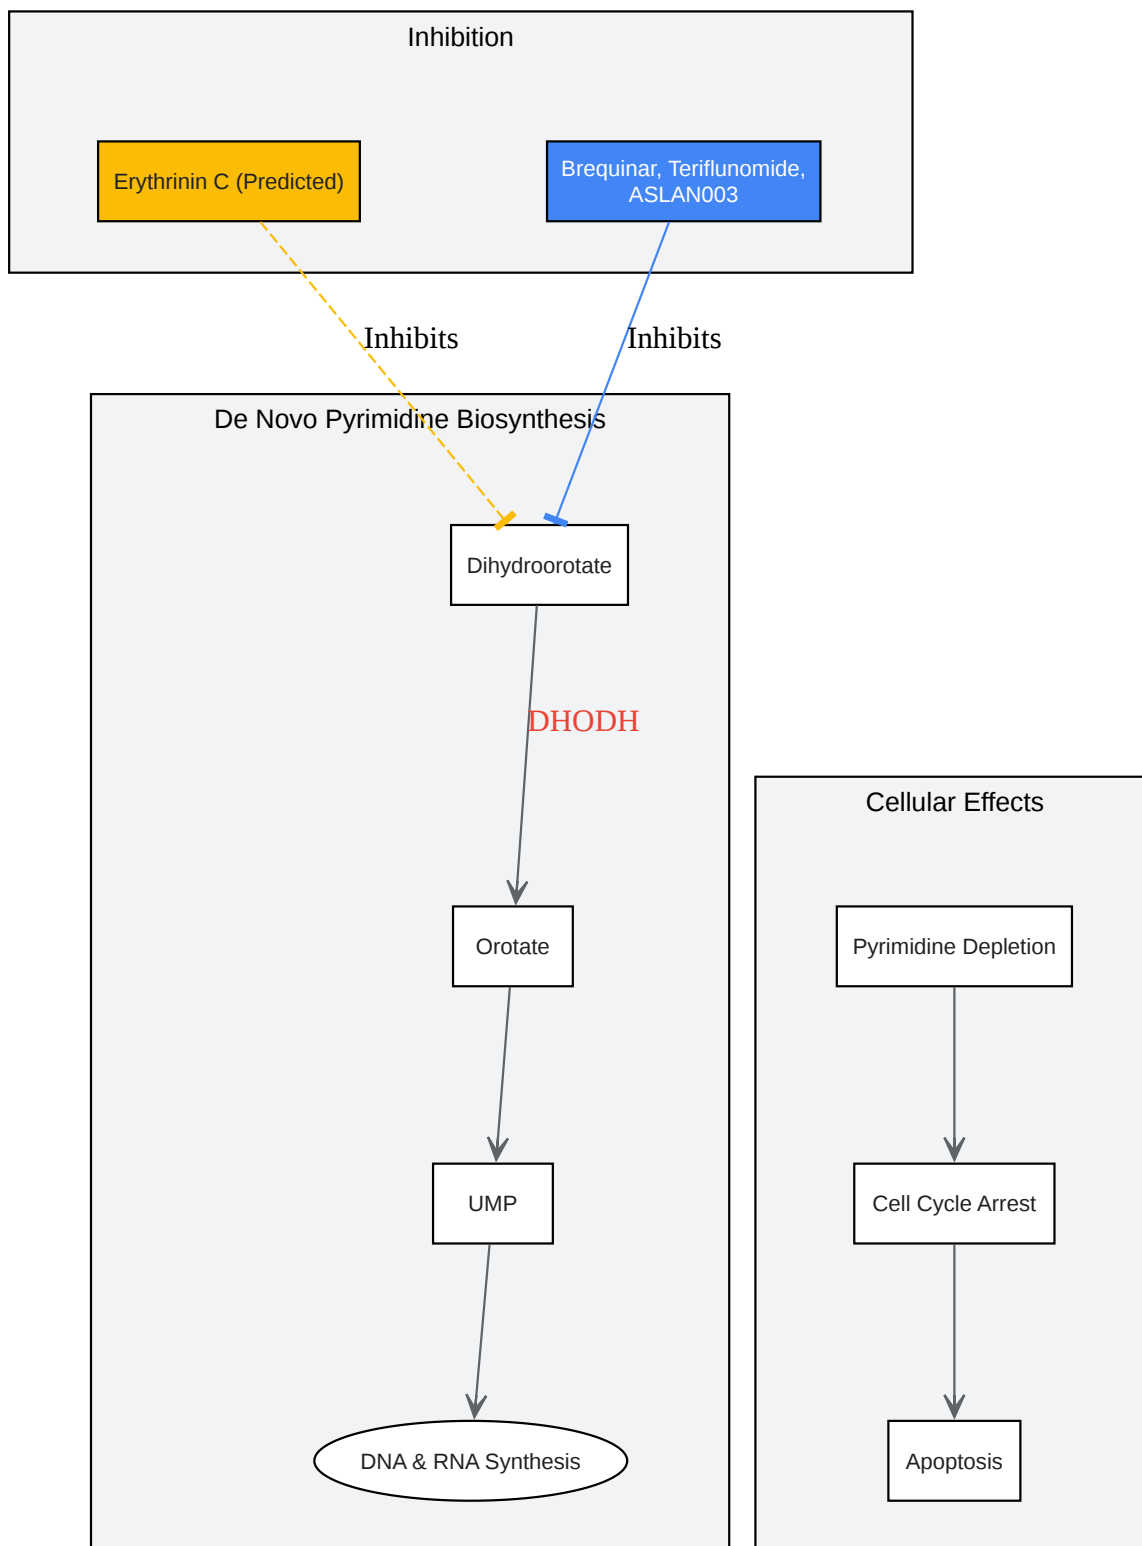 Inhibition
Erythrinin C (Predicted)
Brequinar, Teriflunomide,
ASLAN003
Inhibits
Inhibits
De Novo Pyrimidine Biosynthesis
Dihydroorotate
DHODH
Orotate
UMP
DNA & RNA Synthesis
Cellular Effects
Pyrimidine Depletion
Cell Cycle Arrest
Apoptosis